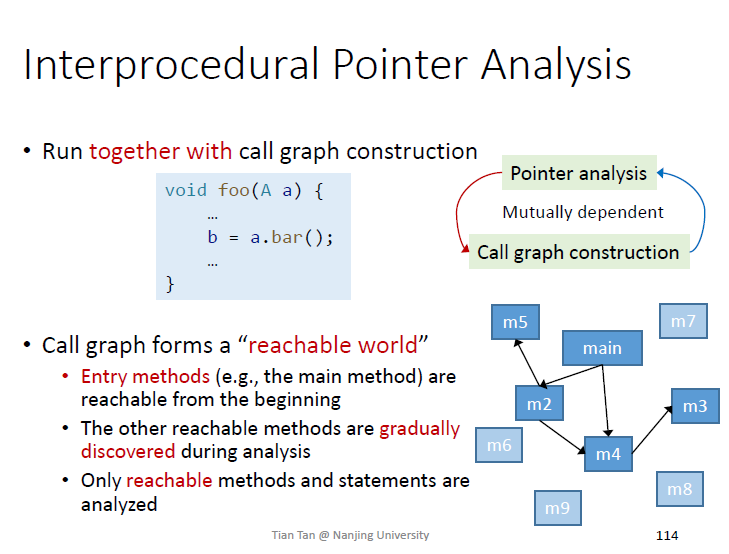 Interprocedural Pointer Analysis
• Run together with call graph construction
void foo(A a) {
…
b = a.bar();
…
}
Pointer analysis
Mutually dependent
Call graph construction
• Call graph forms a “reachable world”
• Entry methods (e.g., the main method) are
reachable from the beginning
• The other reachable methods are gradually
discovered during analysis
• Only reachable methods and statements are
analyzed
m5
m7
main
m2
m3
m6
m4
m8
m9
Tian Tan @ Nanjing University
114